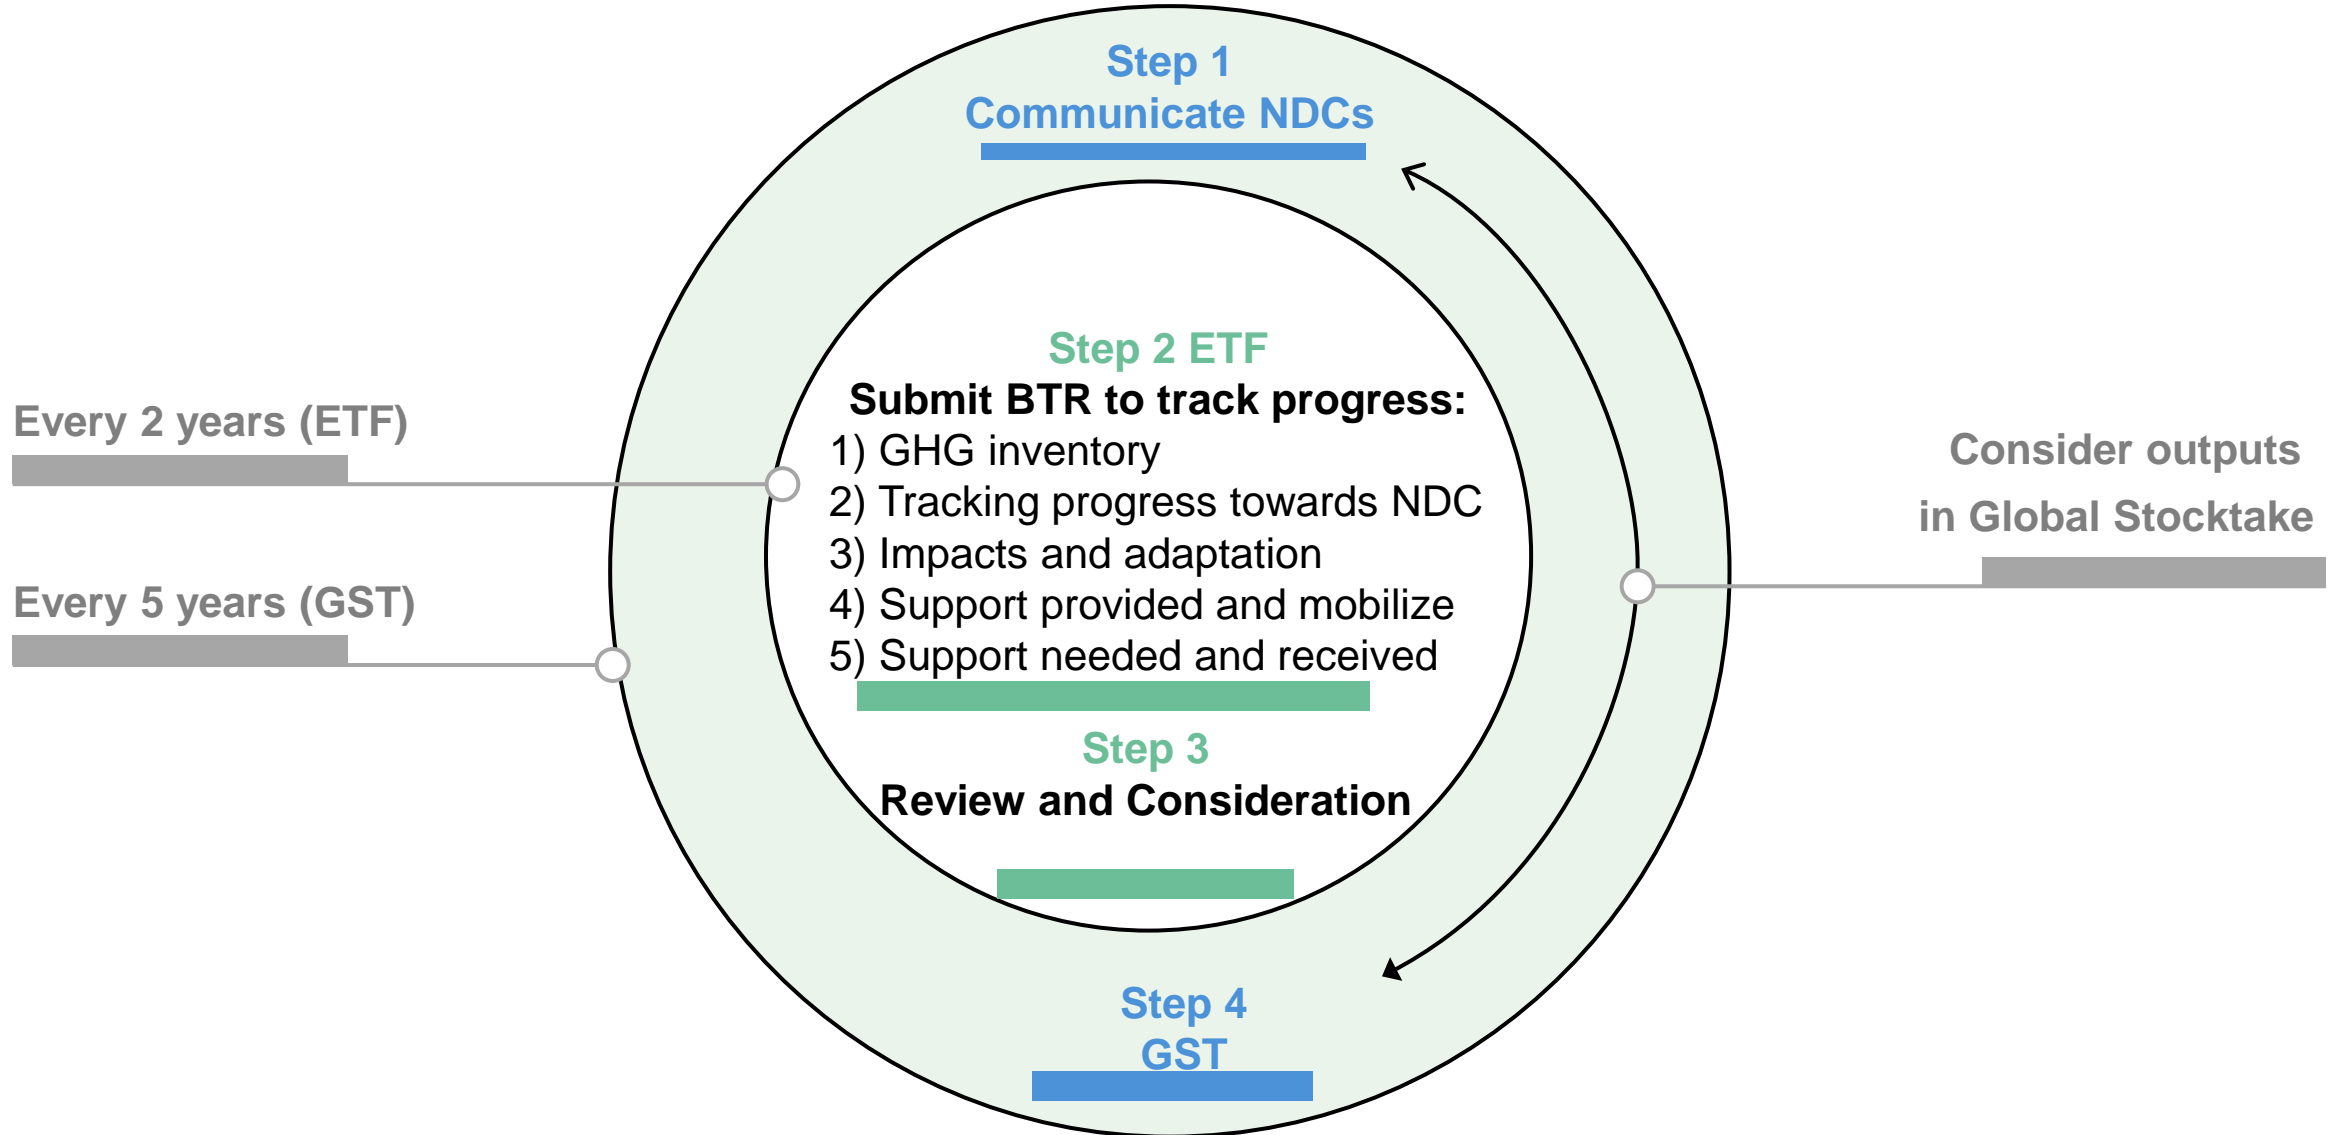 Step 1
Communicate NDCs
Step 2 ETF
Submit BTR to track progress:
1) GHG inventory
2) Tracking progress towards NDC
3) Impacts and adaptation
4) Support provided and mobilize
5) Support needed and received
Step 3
Review and Consideration
Step 4
GST
Every 2 years (ETF)
Every 5 years (GST)
Consider outputs
in Global Stocktake